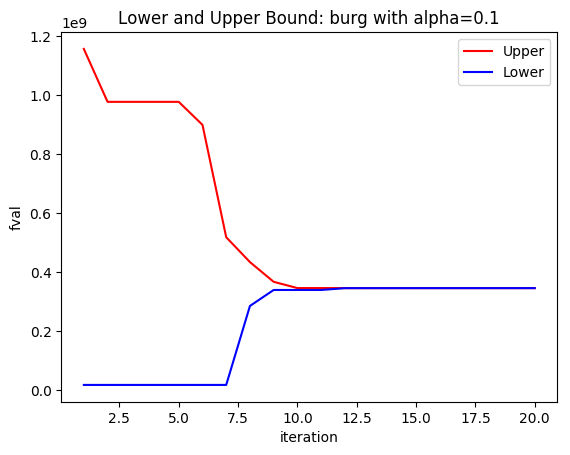 Lower and Upper Bound: burg with alpha=0.1
1e9
1.2
1.0
0.8
0.6
0.4
0.2
0.0
fval
Upper
Lower
2.5 5.0 7.5 10.0 12.5 15.0 17.5 20.0
iteration